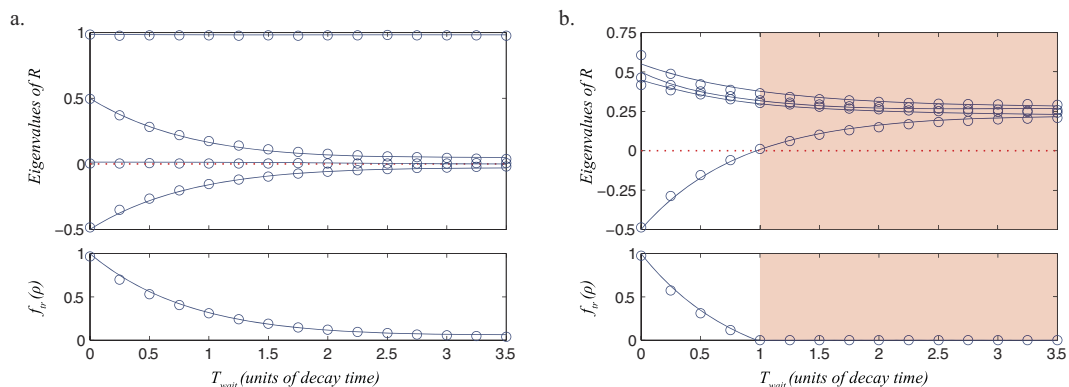 a.
Eigenvalues of R
1
0.5
0
−0.5
f_tr (ρ)
1
0.5
0
0 0.5 1 1.5 2 2.5 3 3.5
T_wait (units of decay time)
b.
Eigenvalues of R
0.75
0.5
0.25
0
−0.25
−0.5
f_tr (ρ)
1
0.5
0
0 0.5 1 1.5 2 2.5 3 3.5
T_wait (units of decay time)